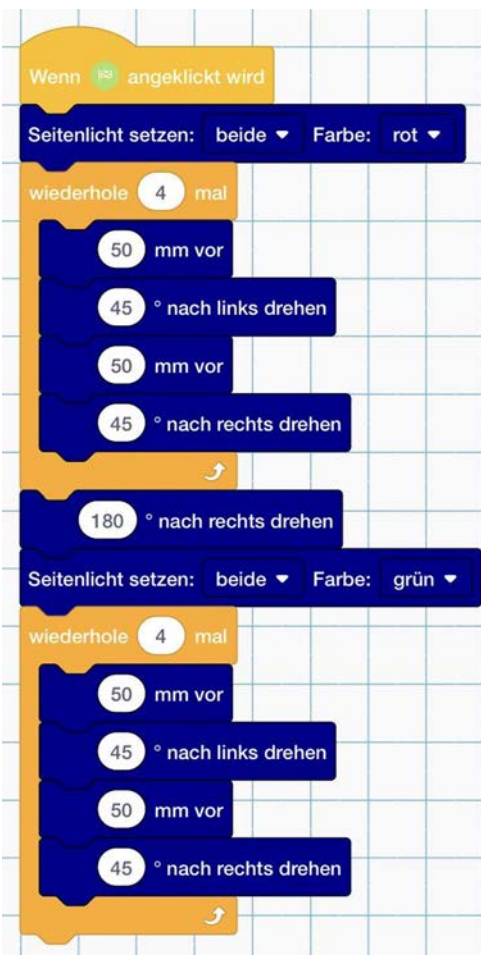 Wenn angeklickt wird
Seitenlicht setzen: beide Farbe: rot
wiederhole 4 mal
50 mm vor
45 ° nach links drehen
50 mm vor
45 ° nach rechts drehen
180 ° nach rechts drehen
Seitenlicht setzen: beide Farbe: grün
wiederhole 4 mal
50 mm vor
45 ° nach links drehen
50 mm vor
45 ° nach rechts drehen